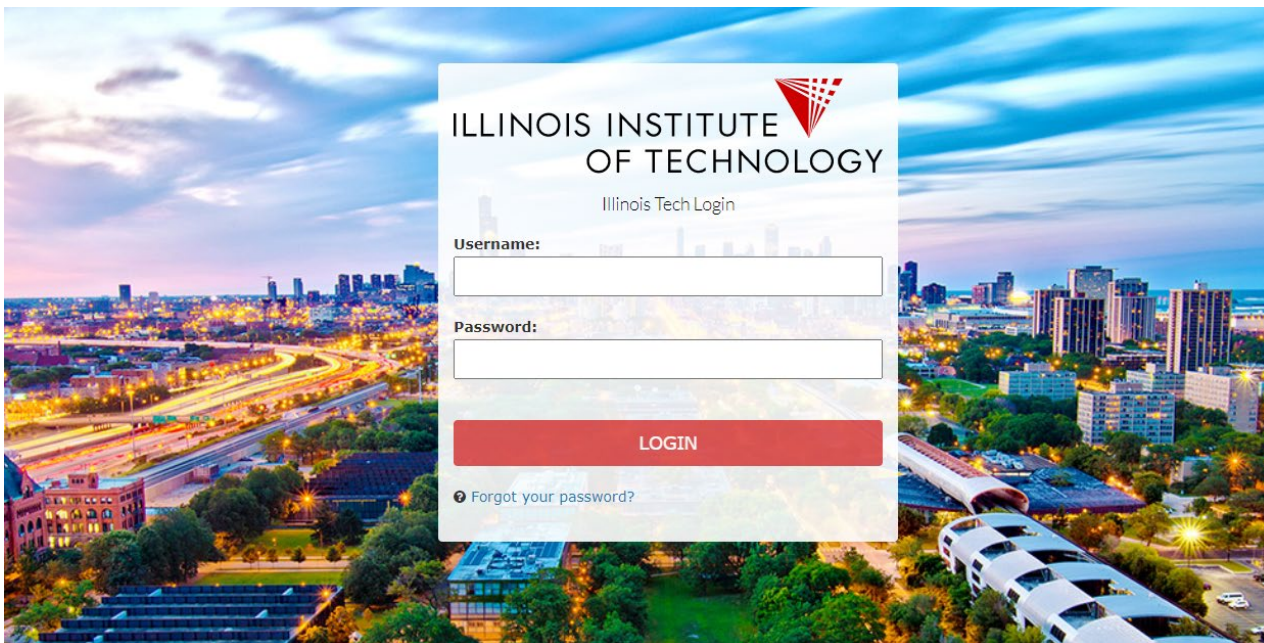 ILLINOIS INSTITUTE
OF TECHNOLOGY
Illinois Tech Login
Username:
Password:
LOGIN
Forgot your password?